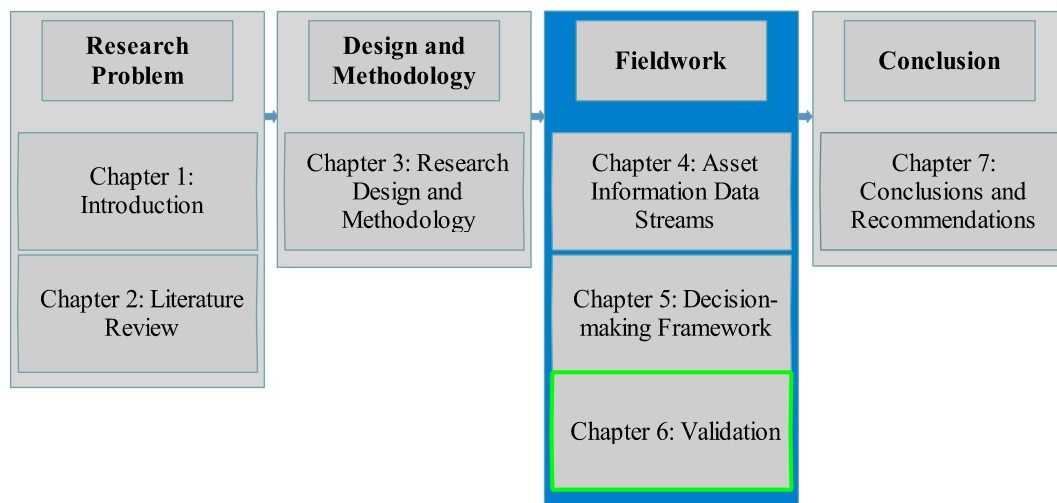 Research
Problem
Chapter 1:
Introduction
Chapter 2: Literature
Review
Design and
Methodology
Chapter 3: Research
Design and
Methodology
Fieldwork
Chapter 4: Asset
Information Data
Streams
Chapter 5: Decision-
making Framework
Chapter 6: Validation
Conclusion
Chapter 7:
Conclusions and
Recommendations